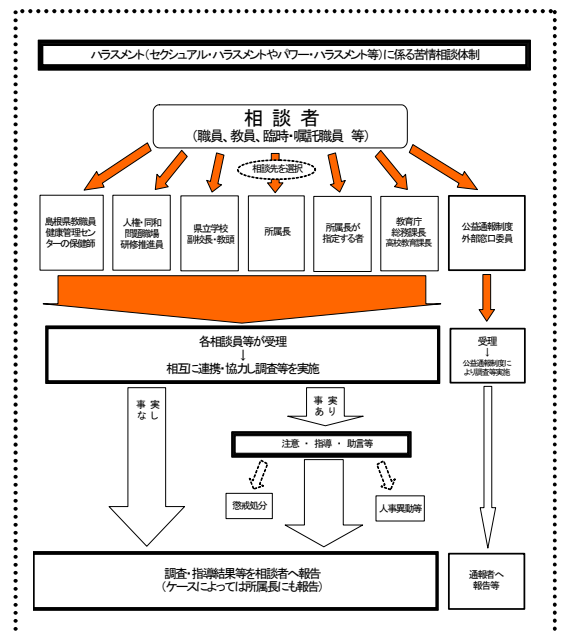 ハラスメント(セクシュアル・ハラスメントやパワー・ハラスメント等)に係る苦情相談体制
相 談 者
(職員、教員、臨時・嘱託職員 等)
相談先を選択
島根県教職員
健康管理セン
ターの保健師
人権・同和
問題職場
研修推進員
県立学校
副校長・教頭
所属長
所属長が
指定する者
教育庁
総務課長
高校教育課長
公益通報制度
外部窓口委員
各相談員等が受理
↓
相互に連携・協力し調査等を実施
受理
↓
公益通報制度に
より調査等実施
事 実
な し
事 実
あ り
注意 ・ 指導 ・ 助言等
懲戒処分
人事異動等
調査・指導結果等を相談者へ報告
(ケースによっては所属長にも報告)
通報者へ
報告等